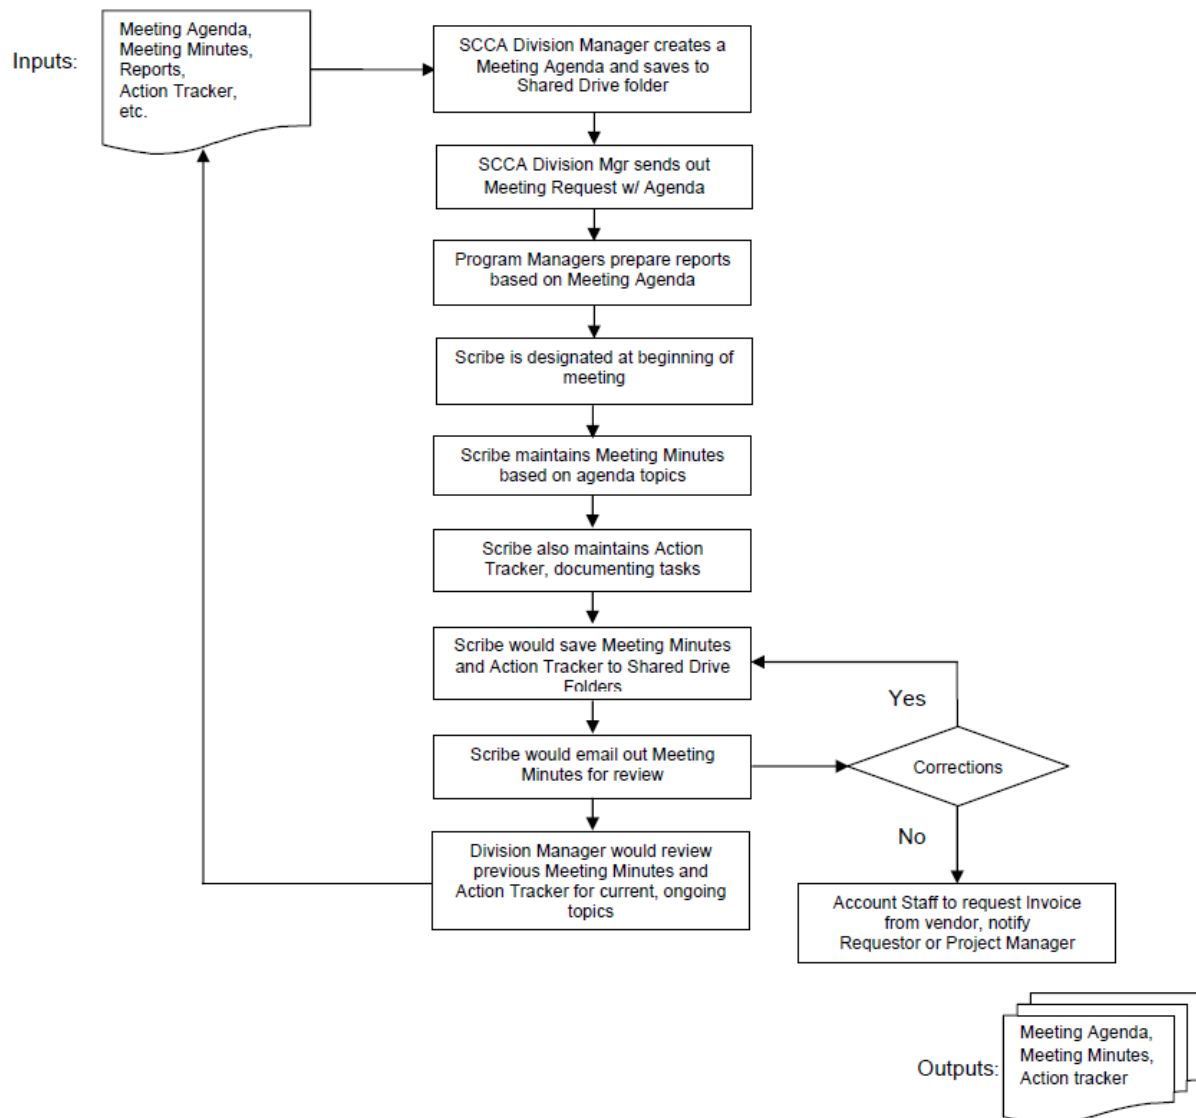 Inputs:
Meeting Agenda,
Meeting Minutes,
Reports,
Action Tracker,
etc.
SCCA Division Manager creates a
Meeting Agenda and saves to
Shared Drive folder
SCCA Division Mgr sends out
Meeting Request w/ Agenda
Program Managers prepare reports
based on Meeting Agenda
Scribe is designated at beginning of
meeting
Scribe maintains Meeting Minutes
based on agenda topics
Scribe also maintains Action
Tracker, documenting tasks
Scribe would save Meeting Minutes
and Action Tracker to Shared Drive
Folders
Yes
Scribe would email out Meeting
Minutes for review
Corrections
No
Division Manager would review
previous Meeting Minutes and
Action Tracker for current, ongoing
topics
Account Staff to request Invoice
from vendor, notify
Requestor or Project Manager
Outputs:
Meeting Agenda,
Meeting Minutes,
Action tracker